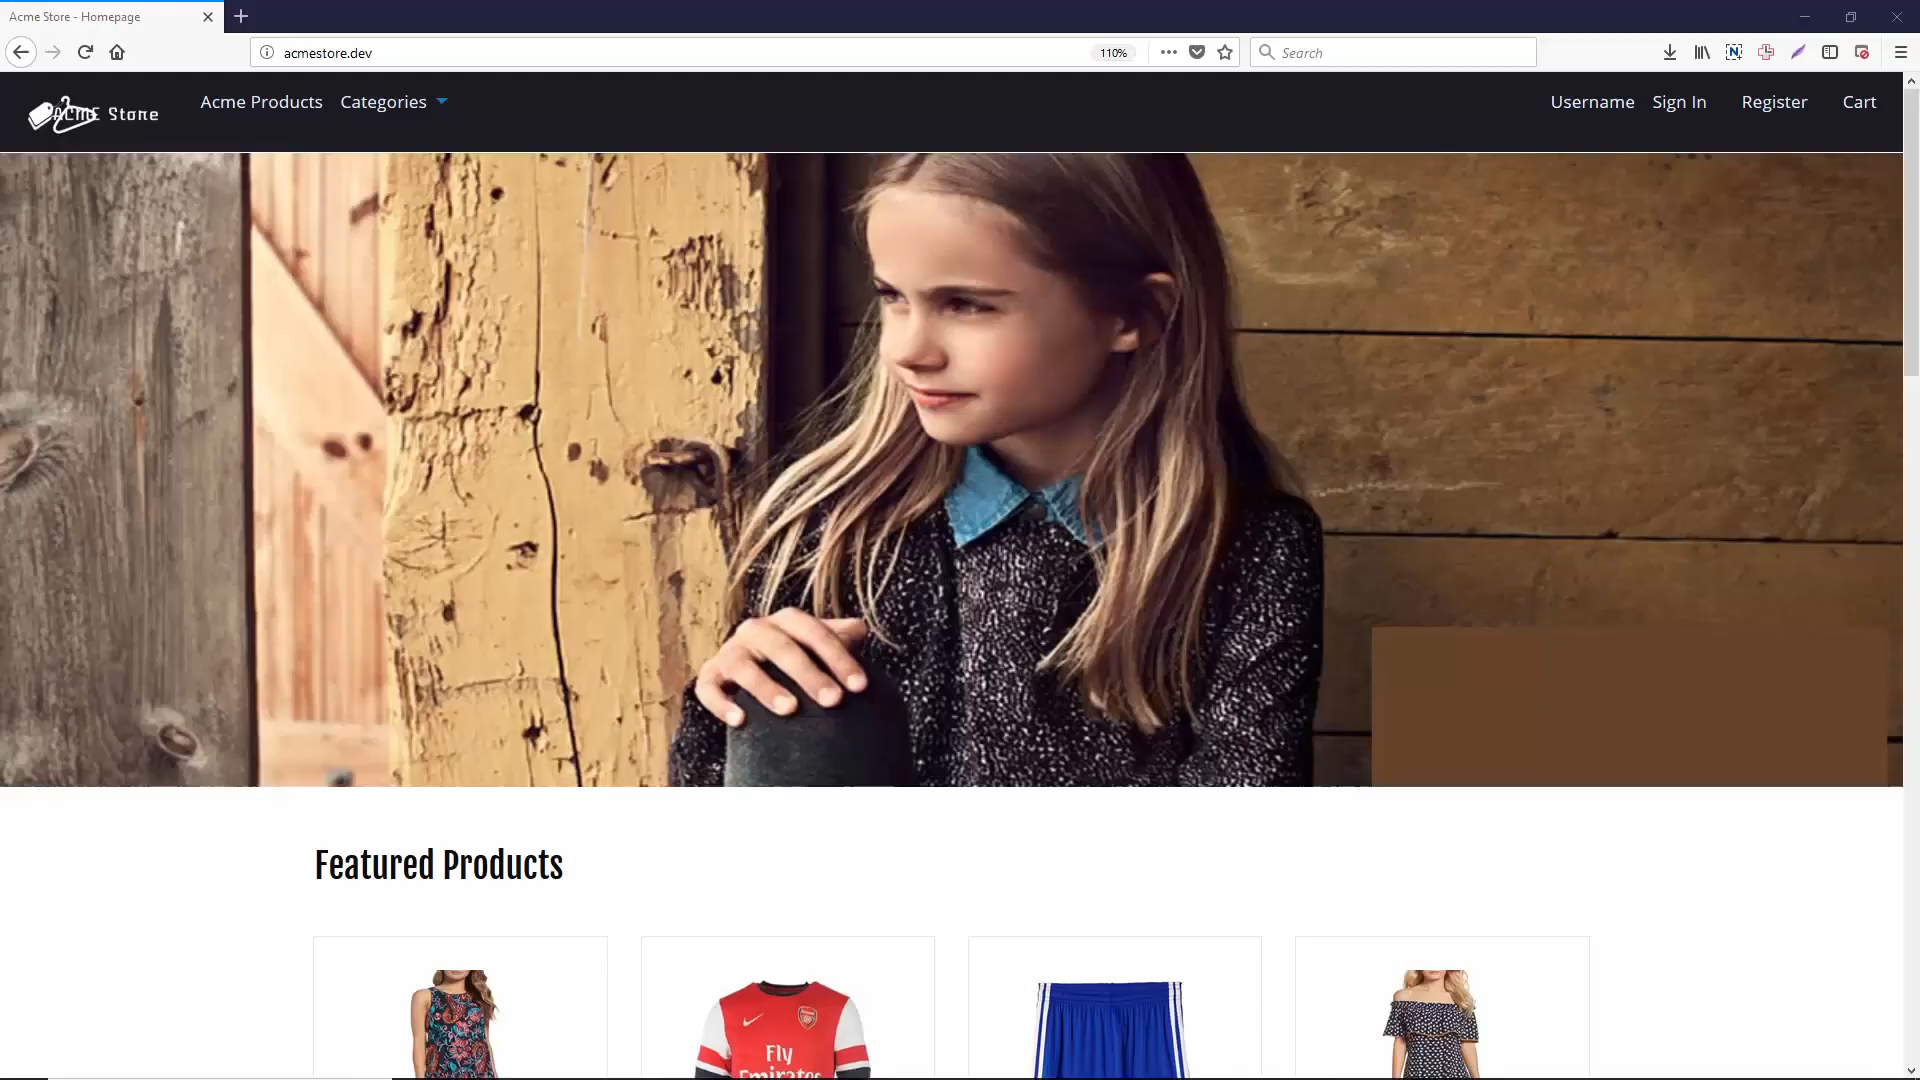 Acme Store - Homepage
acmestore.dev
110%
Search
ACME Store
Acme Products
Categories
Username
Sign In
Register
Cart
Featured Products
Fly
Emirates